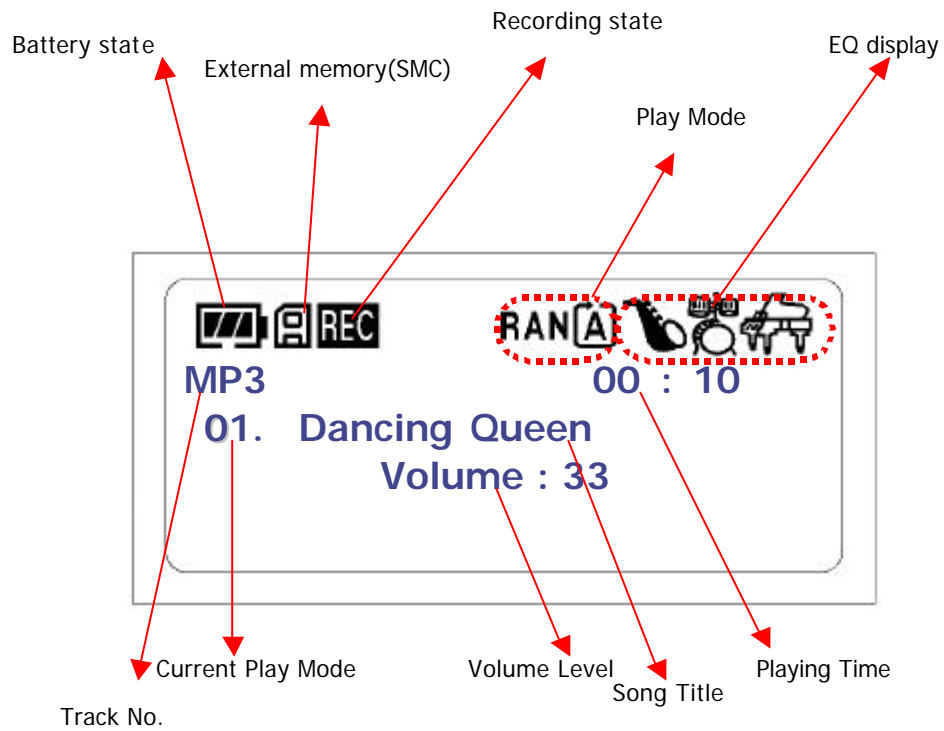 Recording state
Battery state
EQ display
External memory(SMC)
Play Mode
REC
RAN A
MP3
00 : 10
01. Dancing Queen
Volume : 33
Current Play Mode
Volume Level
Playing Time
Song Title
Track No.